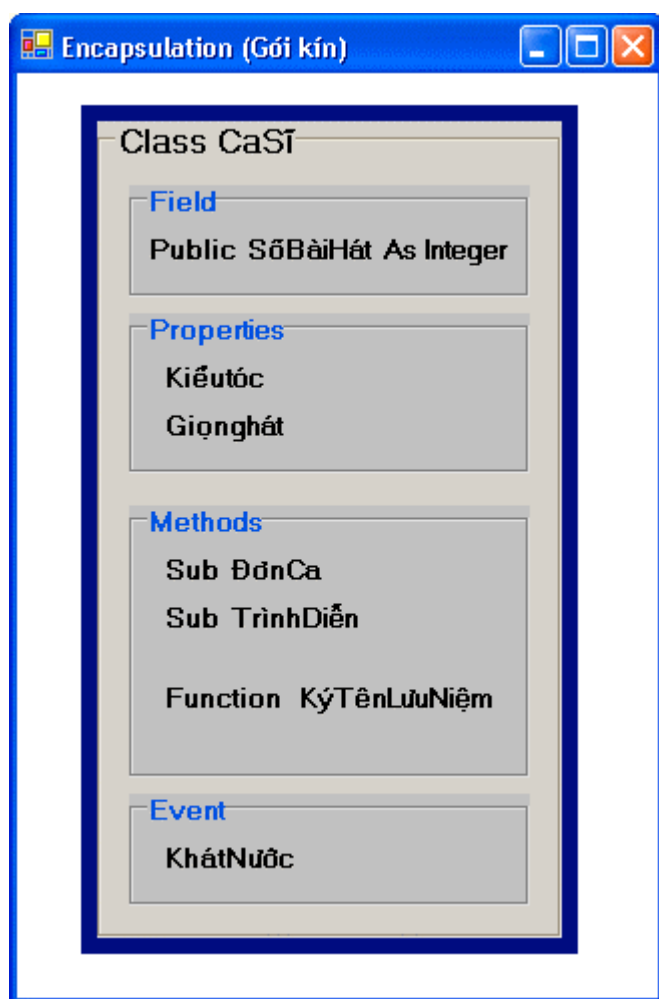 Encapsulation (Gói kín)
Class CaSĩ
Field
Public SốBàiHát As Integer
Properties
Kiểutóc
Giọnghát
Methods
Sub ĐơnCa
Sub TrìnhDiễn
Function KýTênLưuNiệm
Event
KhátNước